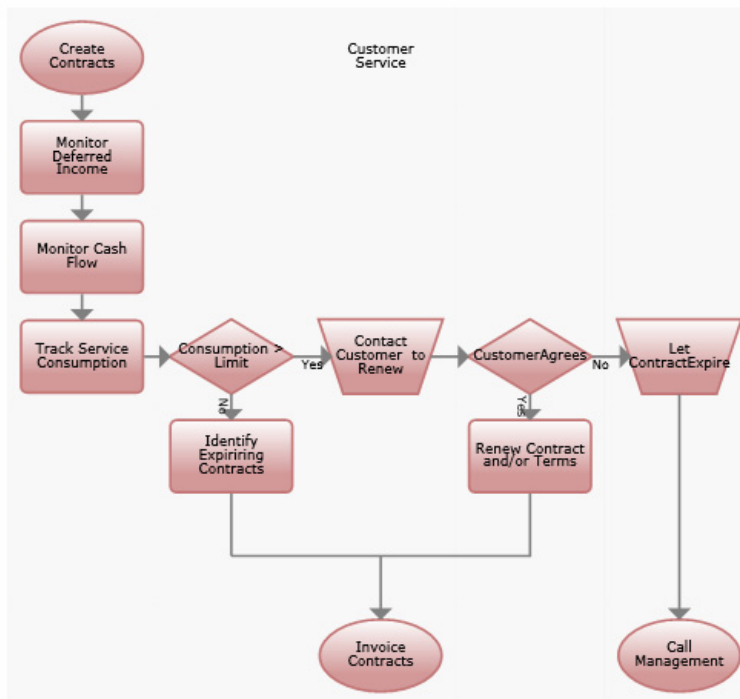 Create
Contracts
Customer
Service
Monitor
Deferred
Income
Monitor Cash
Flow
Track Service
Consumption
Consumption >
Limit
Yes
Contact
Customer to
Renew
CustomerAgrees
No
Let
ContractExpire
No
Yes
Identify
Expiriring
Contracts
Renew Contract
and/or Terms
Invoice
Contracts
Call
Management